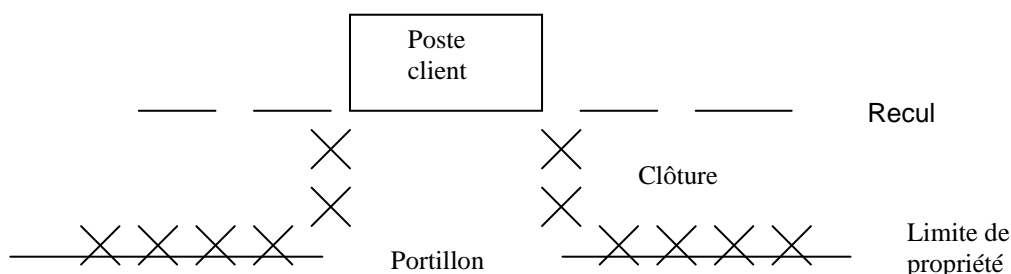 Poste
client
Recul
Clôture
Limite de
propriété
Portillon